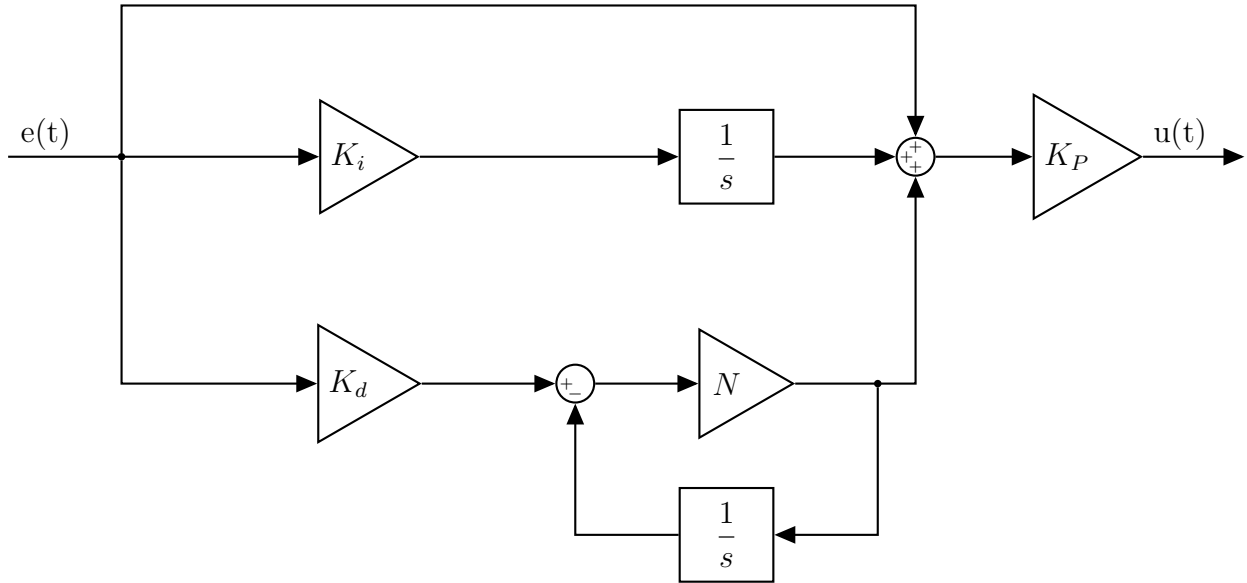 e(t)
K_i
1
s
+
+
+
K_P
u(t)
K_d
+
−
N
1
s